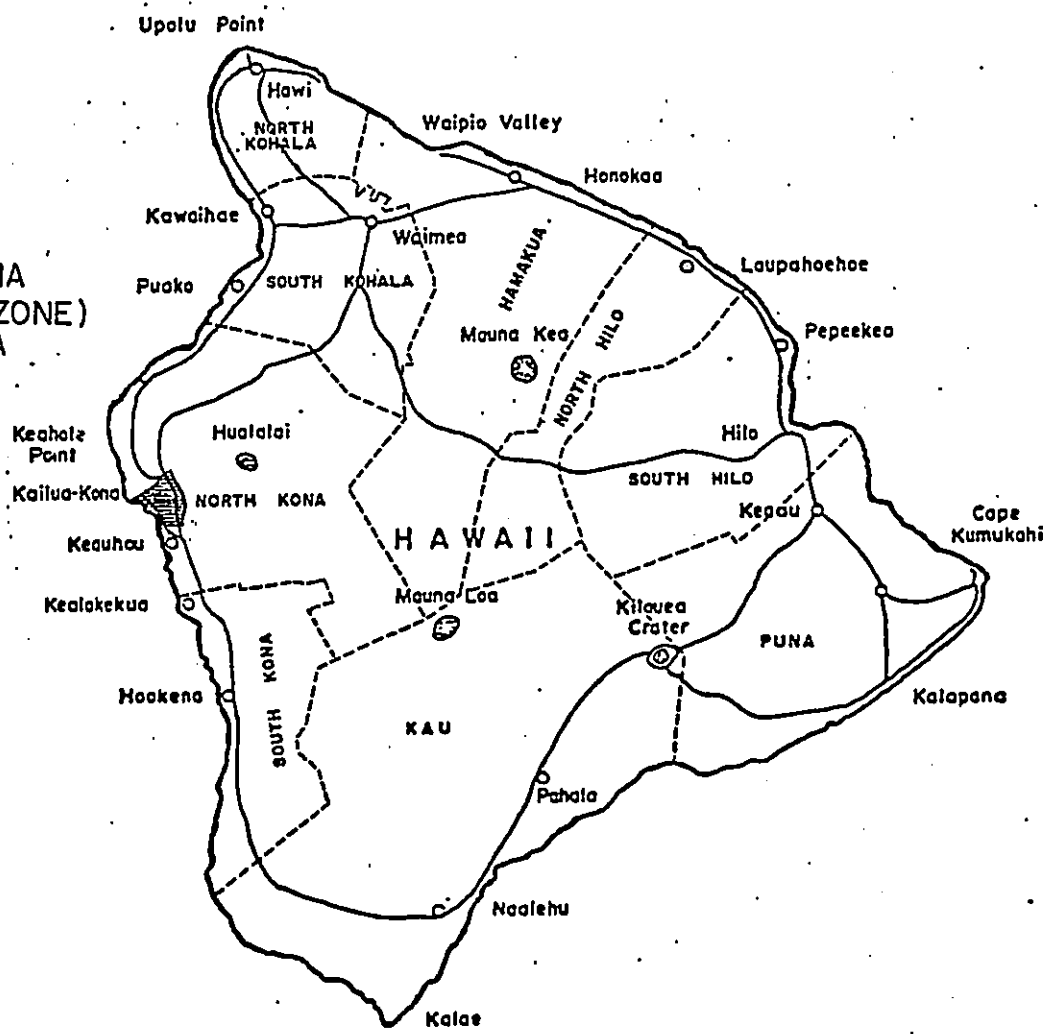 Upolu Point
Hawi
NORTH
KOHALA
Waipio Valley
Honokaa
Kawaihae
Waimea
HAMAKUA
Laupahoehoe
ZONE)
Puako
SOUTH KOHALA
Mauna Kea
NORTH HILO
Pepeekeo
Keahole
Point
Hualalai
Hilo
Kailua-Kona
NORTH KONA
SOUTH HILO
Keauhou
HAWAII
Keaau
Cape
Kumukahi
Kealakekua
Mauna Loa
Kilauea
Crater
PUNA
Hookena
SOUTH KONA
KAU
Kalapana
Pahala
Naalehu
Kalae